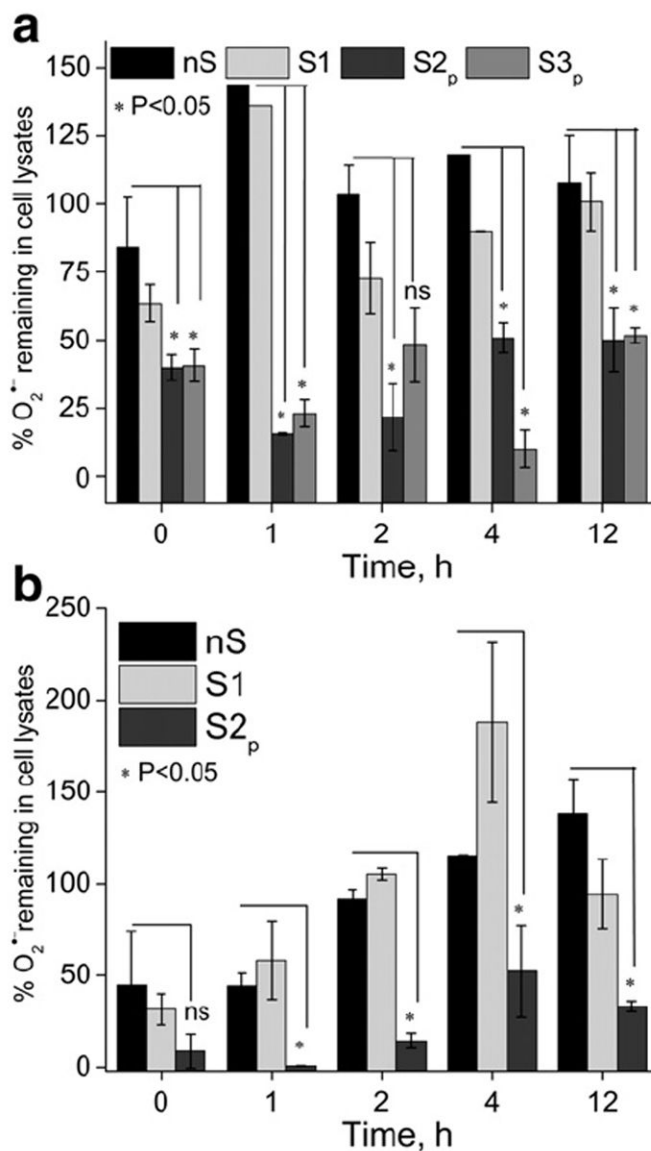 a
nS S1 S2p S3p
* P<0.05
150
125
100
75
50
25
0
% O2•− remaining in cell lysates
* *
* *
* ns
* *
* *
0 1 2 4 12
Time, h
b
nS
S1
S2p
* P<0.05
250
200
150
100
50
0
% O2•− remaining in cell lysates
ns
*
*
*
*
0 1 2 4 12
Time, h